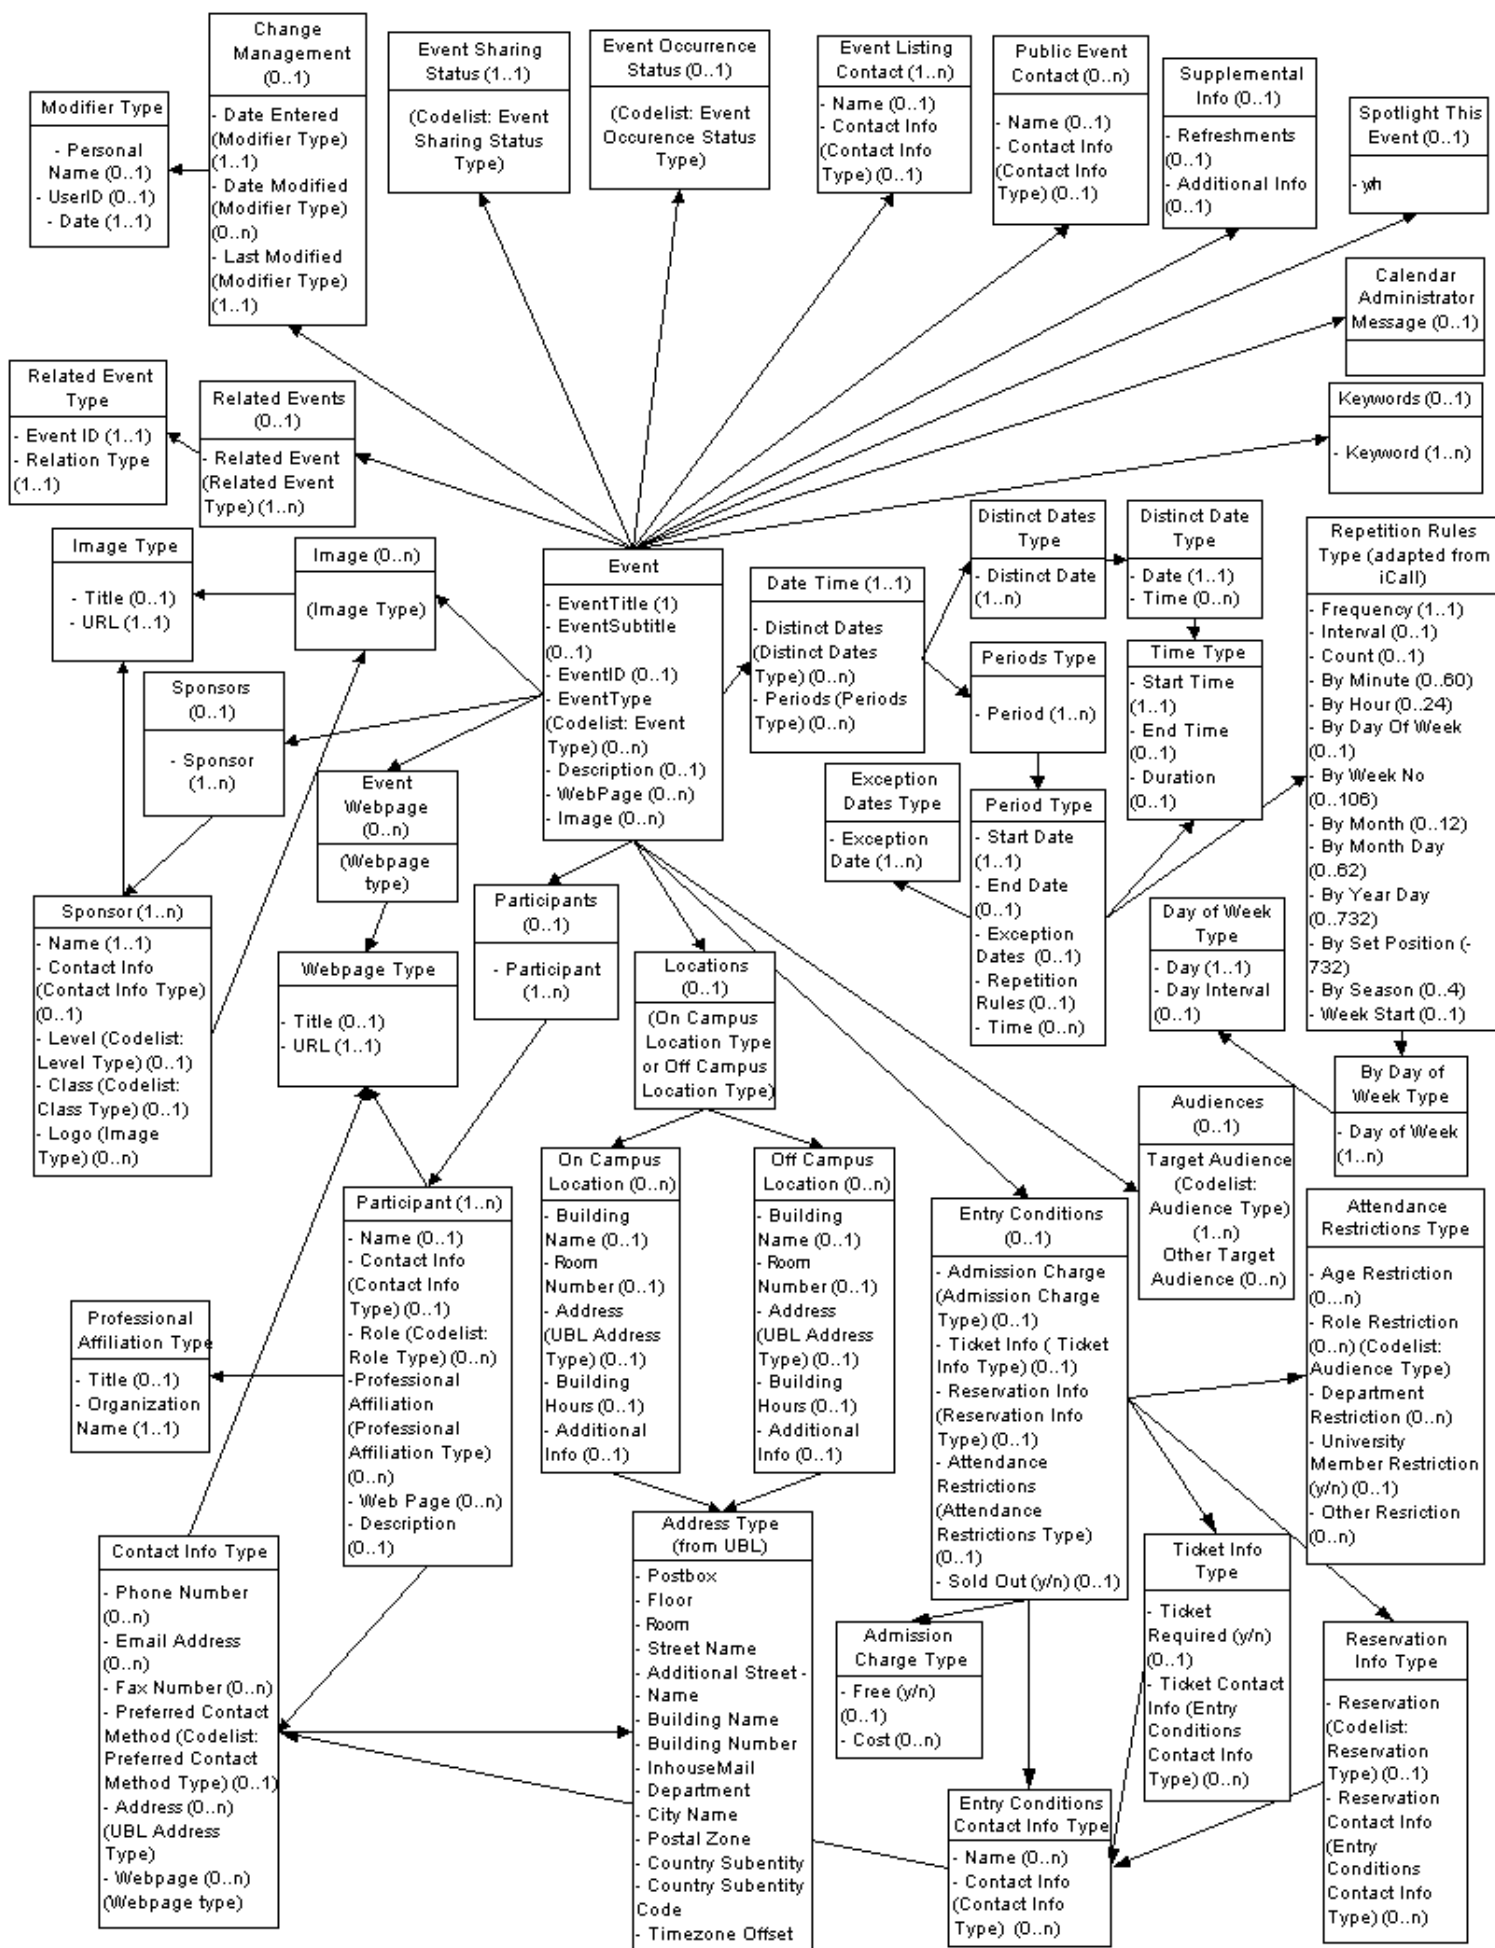 Change
Management
(0..1)
- Date Entered
(Modifier Type)
(1..1)
- Date Modified
(Modifier Type)
(0..n)
- Last Modified
(Modifier Type)
(1..1)
Event Sharing
Status (1..1)
(Codelist: Event
Sharing Status
Type)
Event Occurrence
Status (0..1)
(Codelist: Event
Occurence Status
Type)
Event Listing
Contact (1..n)
- Name (0..1)
- Contact Info
(Contact Info
Type) (0..1)
Public Event
Contact (0..n)
- Name (0..1)
- Contact Info
(Contact Info
Type) (0..1)
Supplemental
Info (0..1)
- Refreshments
(0..1)
- Additional Info
(0..1)
Spotlight This
Event (0..1)
- y/n
Modifier Type
- Personal
Name (0..1)
- UserID (0..1)
- Date (1..1)
Calendar
Administrator
Message (0..1)
Related Event
Type
- Event ID (1..1)
- Relation Type
(1..1)
Related Events
(0..1)
- Related Event
(Related Event
Type) (1..n)
Keywords (0..1)
- Keyword (1..n)
Image Type
- Title (0..1)
- URL (1..1)
Image (0..n)
(Image Type)
Event
- EventTitle (1)
- EventSubtitle
(0..1)
- EventID (0..1)
- EventType
(Codelist: Event
Type) (0..n)
- Description (0..1)
- WebPage (0..n)
- Image (0..n)
Date Time (1..1)
- Distinct Dates
(Distinct Dates
Type) (0..n)
- Periods (Periods
Type) (0..n)
Distinct Dates
Type
- Distinct Date
(1..n)
Distinct Date
Type
- Date (1..1)
- Time (0..n)
Repetition Rules
Type (adapted from
iCall)
- Frequency (1..1)
- Interval (0..1)
- Count (0..1)
- By Minute (0..60)
- By Hour (0..24)
- By Day Of Week
(0..1)
- By Week No
(0..106)
- By Month (0..12)
- By Month Day
(0..62)
- By Year Day
(0..732)
- By Set Position (-
732)
- By Season (0..4)
- Week Start (0..1)
Periods Type
- Period (1..n)
Time Type
- Start Time
(1..1)
- End Time
(0..1)
- Duration
(0..1)
Sponsors
(0..1)
- Sponsor
(1..n)
Event
Webpage
(0..n)
(Webpage
type)
Exception
Dates Type
- Exception
Date (1..n)
Period Type
- Start Date
(1..1)
- End Date
(0..1)
- Exception
Dates (0..1)
- Repetition
Rules (0..1)
- Time (0..n)
Sponsor (1..n)
- Name (1..1)
- Contact Info
(Contact Info Type)
(0..1)
- Level (Codelist:
Level Type) (0..1)
- Class (Codelist:
Class Type) (0..1)
- Logo (Image
Type) (0..n)
Participants
(0..1)
- Participant
(1..n)
Webpage Type
- Title (0..1)
- URL (1..1)
Locations
(0..1)
(On Campus
Location Type
or Off Campus
Location Type)
Day of Week
Type
- Day (1..1)
- Day Interval
(0..1)
By Day of
Week Type
- Day of Week
(1..n)
Audiences
(0..1)
Target Audience
(Codelist:
Audience Type)
(1..n)
Other Target
Audience (0..n)
On Campus
Location (0..n)
- Building
Name (0..1)
- Room
Number (0..1)
- Address
(UBL Address
Type) (0..1)
- Building
Hours (0..1)
- Additional
Info (0..1)
Off Campus
Location (0..n)
- Building
Name (0..1)
- Room
Number (0..1)
- Address
(UBL Address
Type) (0..1)
- Building
Hours (0..1)
- Additional
Info (0..1)
Participant (1..n)
- Name (0..1)
- Contact Info
(Contact Info
Type) (0..1)
- Role (Codelist:
Role Type) (0..n)
-Professional
Affiliation
(Professional
Affiliation Type)
(0..n)
- Web Page (0..n)
- Description
(0..1)
Entry Conditions
(0..1)
- Admission Charge
(Admission Charge
Type) (0..1)
- Ticket Info ( Ticket
Info Type) (0..1)
- Reservation Info
(Reservation Info
Type) (0..1)
- Attendance
Restrictions
(Attendance
Restrictions Type)
(0..1)
- Sold Out (y/n) (0..1)
Attendance
Restrictions Type
- Age Restriction
(0...n)
- Role Restriction
(0..n) (Codelist:
Audience Type)
- Department
Restriction (0..n)
- University
Member Restriction
(y/n) (0..1)
- Other Resriction
(0..n)
Professional
Affiliation Type
- Title (0..1)
- Organization
Name (1..1)
Contact Info Type
- Phone Number
(0..n)
- Email Address
(0..n)
- Fax Number (0..n)
- Preferred Contact
Method (Codelist:
Preferred Contact
Method Type) (0..1)
- Address (0..n)
(UBL Address
Type)
- Webpage (0..n)
(Webpage type)
Address Type
(from UBL)
- Postbox
- Floor
- Room
- Street Name
- Additional Street -
- Name
- Building Name
- Building Number
- InhouseMail
- Department
- City Name
- Postal Zone
- Country Subentity
- Country Subentity
Code
- Timezone Offset
Admission
Charge Type
- Free (y/n)
(0..1)
- Cost (0..n)
Ticket Info
Type
- Ticket
Required (y/n)
(0..1)
- Ticket Contact
Info (Entry
Conditions
Contact Info
Type) (0..n)
Reservation
Info Type
- Reservation
(Codelist:
Reservation
Type) (0..1)
- Reservation
Contact Info
(Entry
Conditions
Contact Info
Type) (0..n)
Entry Conditions
Contact Info Type
- Name (0..n)
- Contact Info
(Contact Info
Type) (0..n)